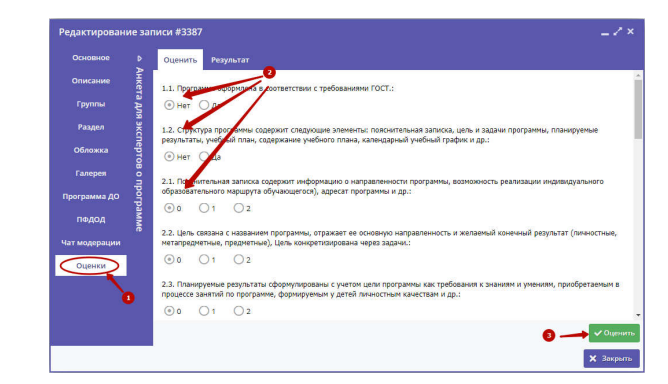 Редактирование записи #3387
Основное
Описание
Группы
Раздел
Обложка
Галерея
Программа ДО
ПФДОД
Чат модерации
Оценки
1
Анкета для экспертов о программе
Оценить Результат
2
1.1. Программа оформлена в соответствии с требованиями ГОСТ.:
Нет Да
1.2. Структура программы содержит следующие элементы: пояснительная записка, цель и задачи программы, планируемые
результаты, учебный план, содержание учебного плана, календарный учебный график и др.:
Нет Да
2.1. Пояснительная записка содержит информацию о направленности программы, возможность реализации индивидуального
образовательного маршрута обучающегося), адресат программы и др.:
0 1 2
2.2. Цель связана с названием программы, отражает ее основную направленность и желаемый конечный результат (личностные,
метапредметные, предметные), Цель конкретизирована через задачи.:
0 1 2
2.3. Планируемые результаты сформулированы с учетом цели программы как требования к знаниям и умениям, приобретаемым в
процессе занятий по программе, формируемым у детей личностным качествам и др.:
0 1 2
3
Оценить
Закрыть